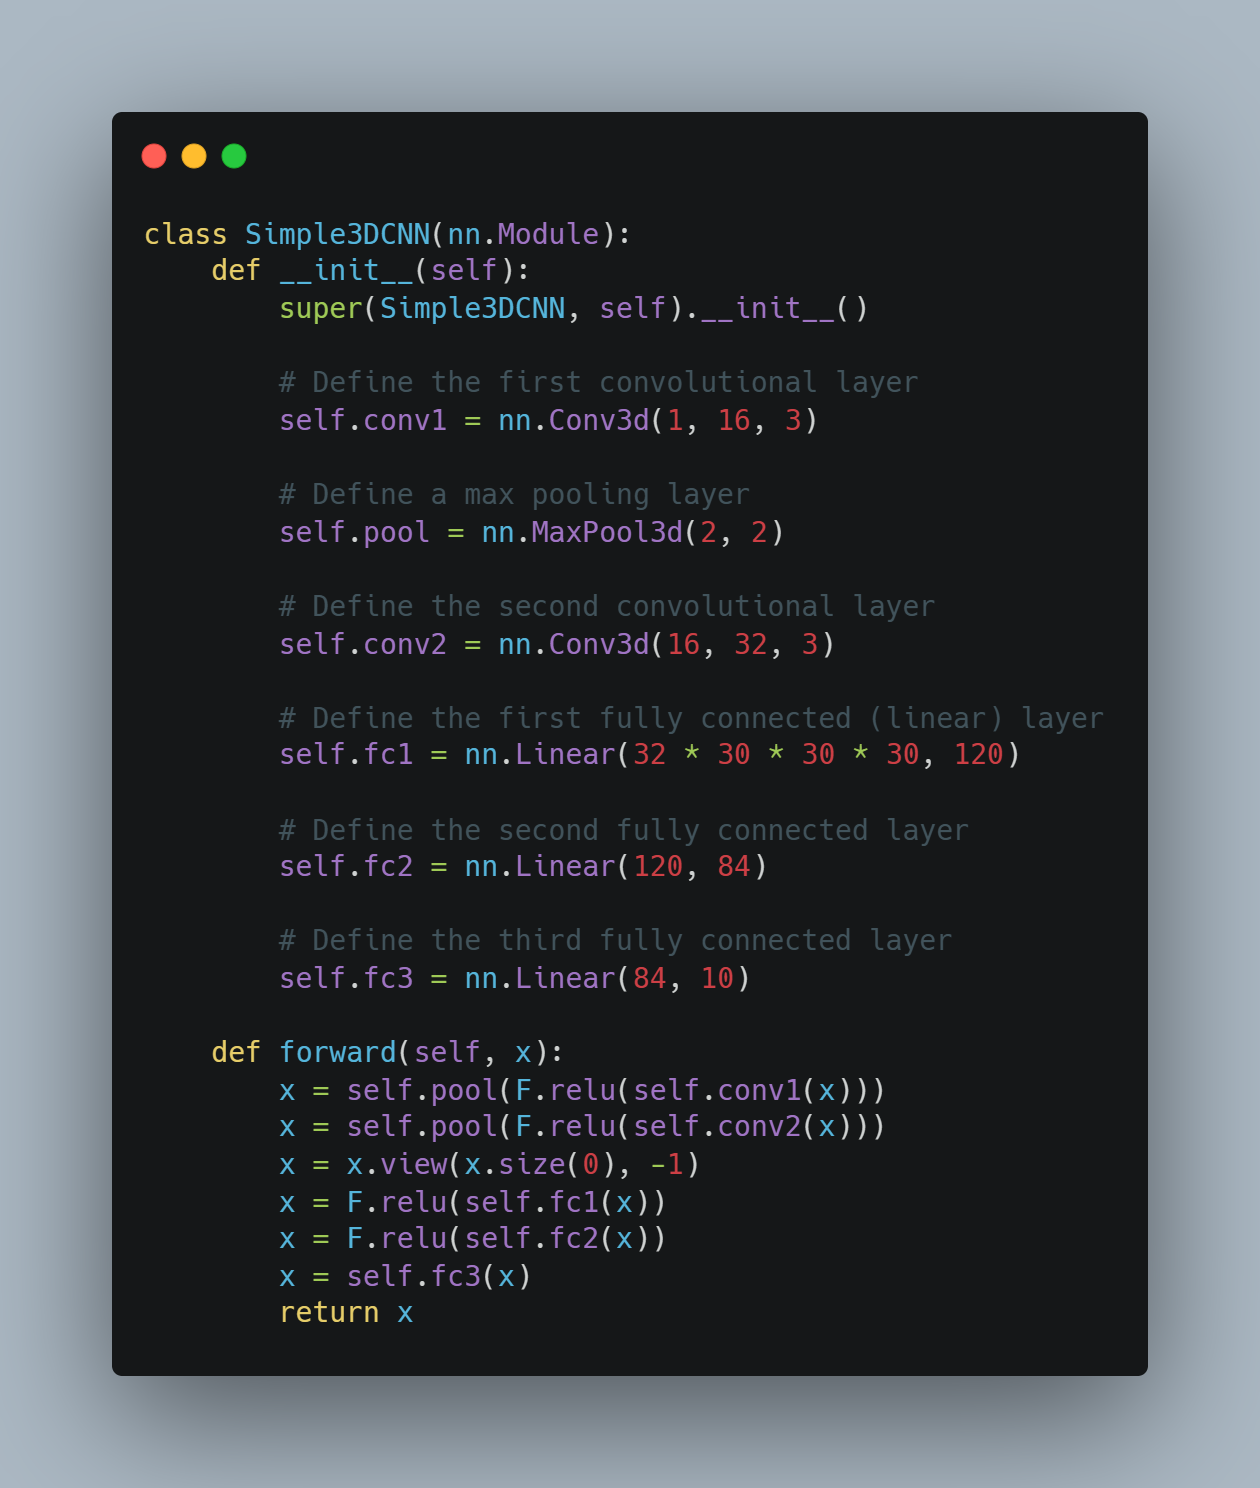 class Simple3DCNN(nn.Module):
    def __init__(self):
        super(Simple3DCNN, self).__init__()

        # Define the first convolutional layer
        self.conv1 = nn.Conv3d(1, 16, 3)

        # Define a max pooling layer
        self.pool = nn.MaxPool3d(2, 2)

        # Define the second convolutional layer
        self.conv2 = nn.Conv3d(16, 32, 3)

        # Define the first fully connected (linear) layer
        self.fc1 = nn.Linear(32 * 30 * 30 * 30, 120)

        # Define the second fully connected layer
        self.fc2 = nn.Linear(120, 84)

        # Define the third fully connected layer
        self.fc3 = nn.Linear(84, 10)

    def forward(self, x):
        x = self.pool(F.relu(self.conv1(x)))
        x = self.pool(F.relu(self.conv2(x)))
        x = x.view(x.size(0), -1)
        x = F.relu(self.fc1(x))
        x = F.relu(self.fc2(x))
        x = self.fc3(x)
        return x